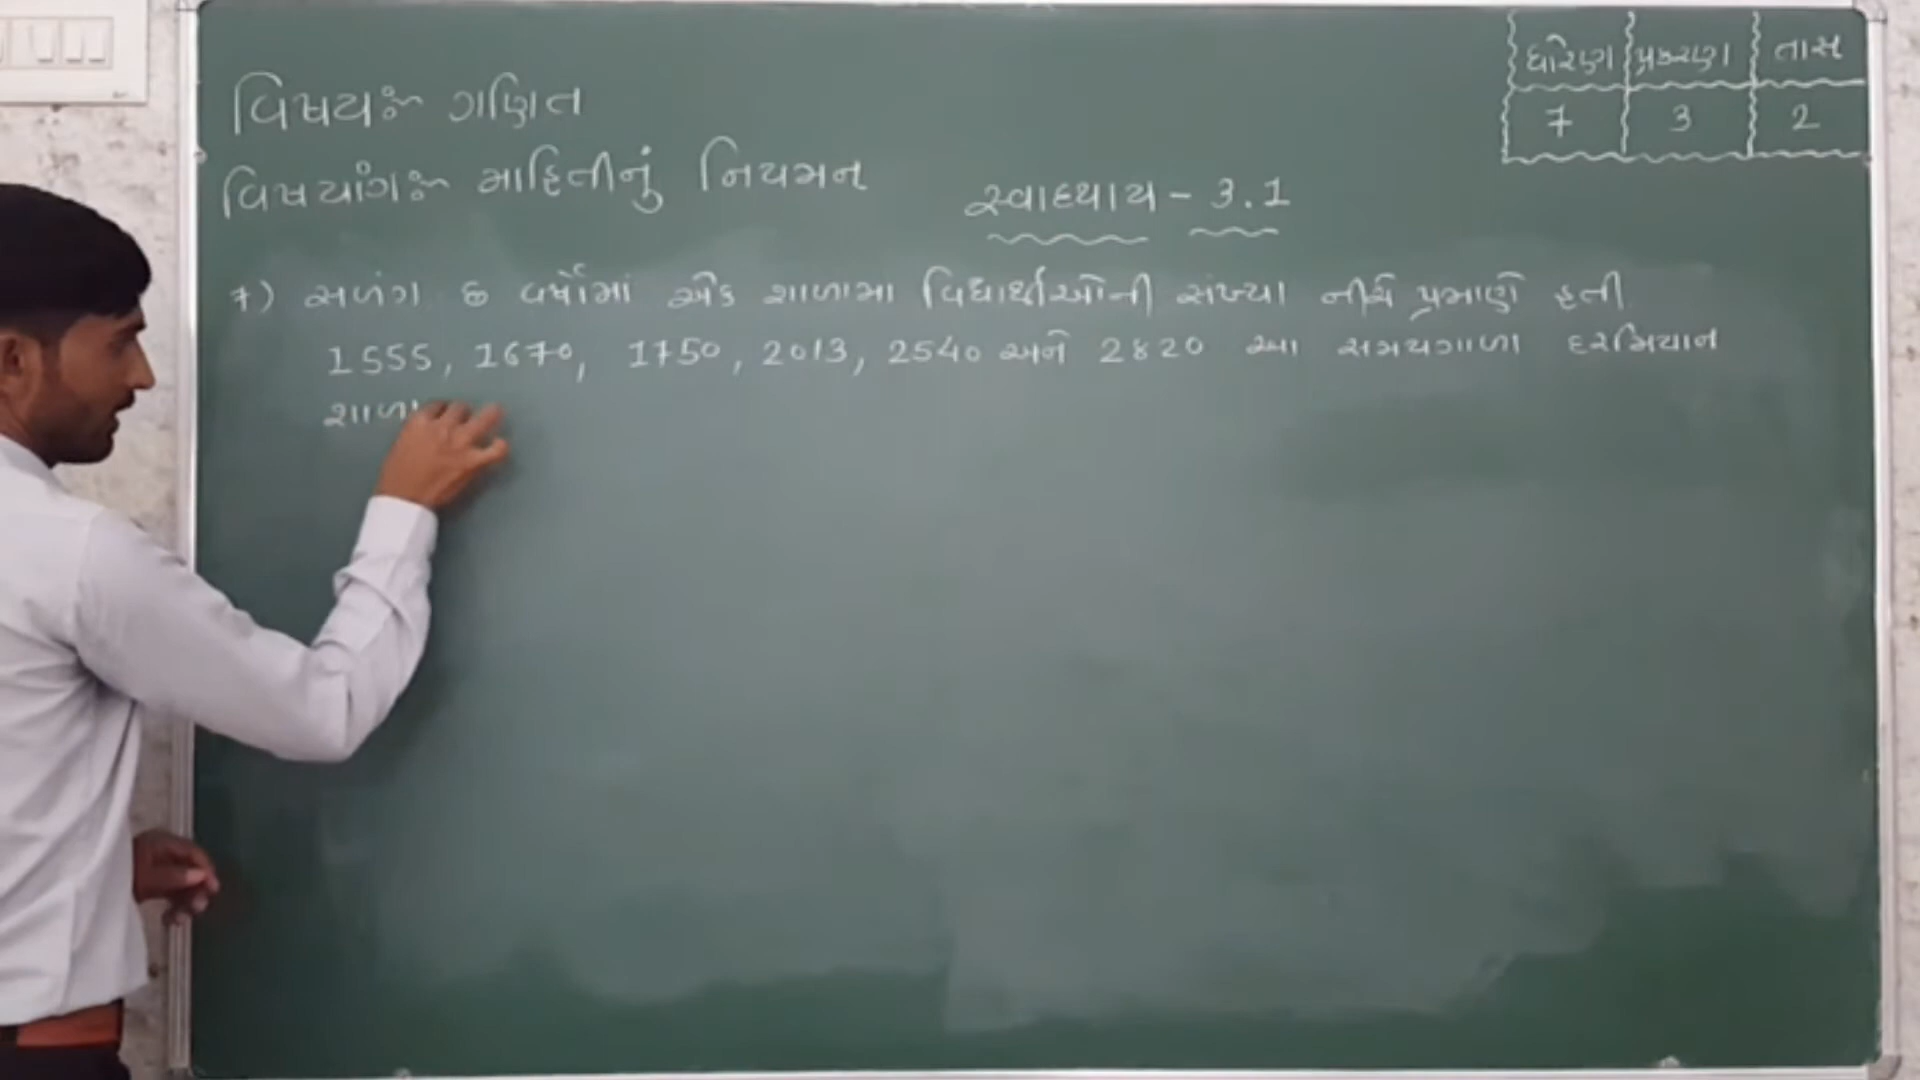 વિષયઃ- ગણિત
વિષયાંગઃ- માહિતીનું નિયમન
સ્વાધ્યાય - 3.1
ધોરણ પ્રકરણ તાસ
7 3 2
7) સળંગ 6 વર્ષોમાં એક શાળામાં વિદ્યાર્થીઓની સંખ્યા નીચે પ્રમાણે હતી
1555, 1670, 1750, 2013, 2540 અને 2820 આ સમયગાળા દરમિયાન
શાળા